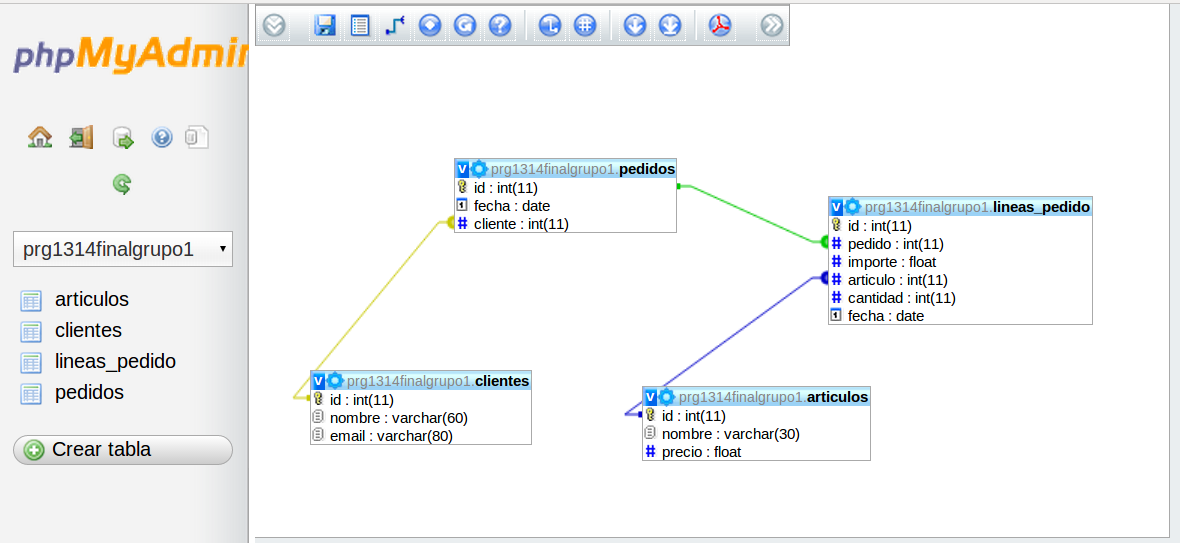 phpMyAdmin
prg1314finalgrupo1
articulos
clientes
lineas_pedido
pedidos
Crear tabla
prg1314finalgrupo1.pedidos
id : int(11)
fecha : date
cliente : int(11)
prg1314finalgrupo1.lineas_pedido
id : int(11)
pedido : int(11)
importe : float
articulo : int(11)
cantidad : int(11)
fecha : date
prg1314finalgrupo1.clientes
id : int(11)
nombre : varchar(60)
email : varchar(80)
prg1314finalgrupo1.articulos
id : int(11)
nombre : varchar(30)
precio : float